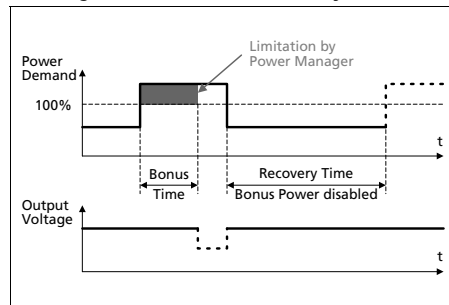 Limitation by
Power Manager
Power
Demand
100%
t
Bonus
Time
Recovery Time
Bonus Power disabled
Output
Voltage
t